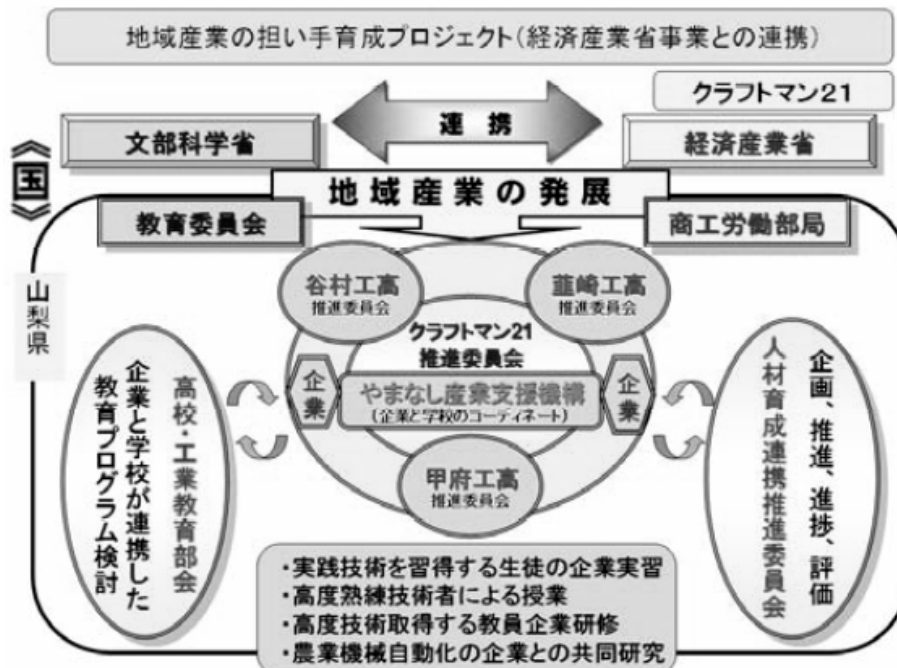 地域産業の担い手育成プロジェクト(経済産業省事業との連携)
クラフトマン21
連携
文部科学省
経済産業省
《国》
地域産業の発展
教育委員会
商工労働部局
山梨県
谷村工高
推進委員会
韮崎工高
推進委員会
クラフトマン21
推進委員会
企業
やまなし産業支援機構
(企業と学校のコーディネート)
企業
甲府工高
推進委員会
高校・工業教育部会
企業と学校が連携した
教育プログラム検討
企画、推進、進捗、評価
人材育成連携推進委員会
・実践技術を習得する生徒の企業実習
・高度熟練技術者による授業
・高度技術取得する教員企業研修
・農業機械自動化の企業との共同研究